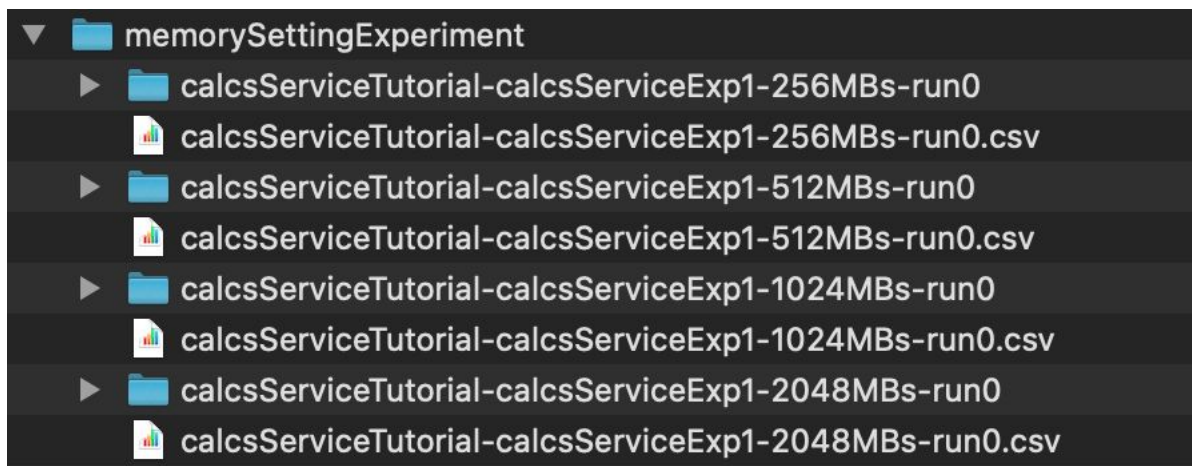 memorySettingExperiment
calcsServiceTutorial-calcsServiceExp1-256MBs-run0
calcsServiceTutorial-calcsServiceExp1-256MBs-run0.csv
calcsServiceTutorial-calcsServiceExp1-512MBs-run0
calcsServiceTutorial-calcsServiceExp1-512MBs-run0.csv
calcsServiceTutorial-calcsServiceExp1-1024MBs-run0
calcsServiceTutorial-calcsServiceExp1-1024MBs-run0.csv
calcsServiceTutorial-calcsServiceExp1-2048MBs-run0
calcsServiceTutorial-calcsServiceExp1-2048MBs-run0.csv